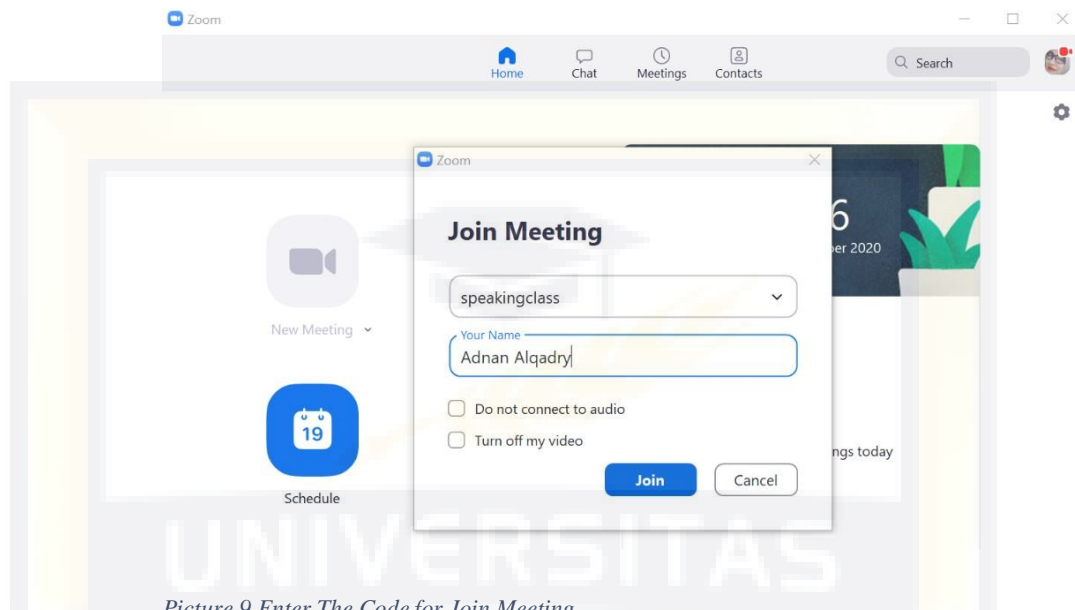 Zoom
Home
Chat
Meetings
Contacts
Search
Zoom
Join Meeting
speakingclass
Your Name
Adnan Alqadry
Do not connect to audio
Turn off my video
Join
Cancel
New Meeting
19
Schedule
6
2020
today
UNIVERSITAS
Picture 9 Enter The Code for Join Meeting